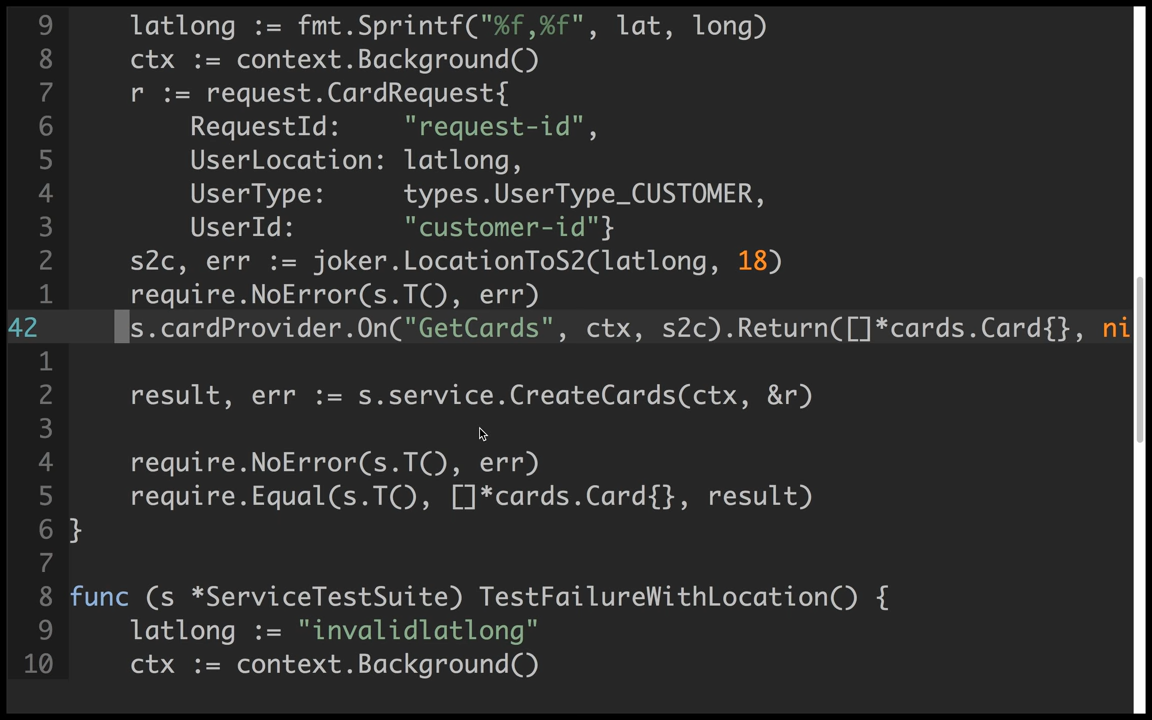 9 latlong := fmt.Sprintf("%f,%f", lat, long)
8 ctx := context.Background()
7 r := request.CardRequest{
6 RequestId: "request-id",
5 UserLocation: latlong,
4 UserType: types.UserType_CUSTOMER,
3 UserId: "customer-id"}
2 s2c, err := joker.LocationToS2(latlong, 18)
1 require.NoError(s.T(), err)
42 s.cardProvider.On("GetCards", ctx, s2c).Return([]*cards.Card{}, ni
1
2 result, err := s.service.CreateCards(ctx, &r)
3
4 require.NoError(s.T(), err)
5 require.Equal(s.T(), []*cards.Card{}, result)
6 }
7
8 func (s *ServiceTestSuite) TestFailureWithLocation() {
9 latlong := "invalidlatlong"
10 ctx := context.Background()